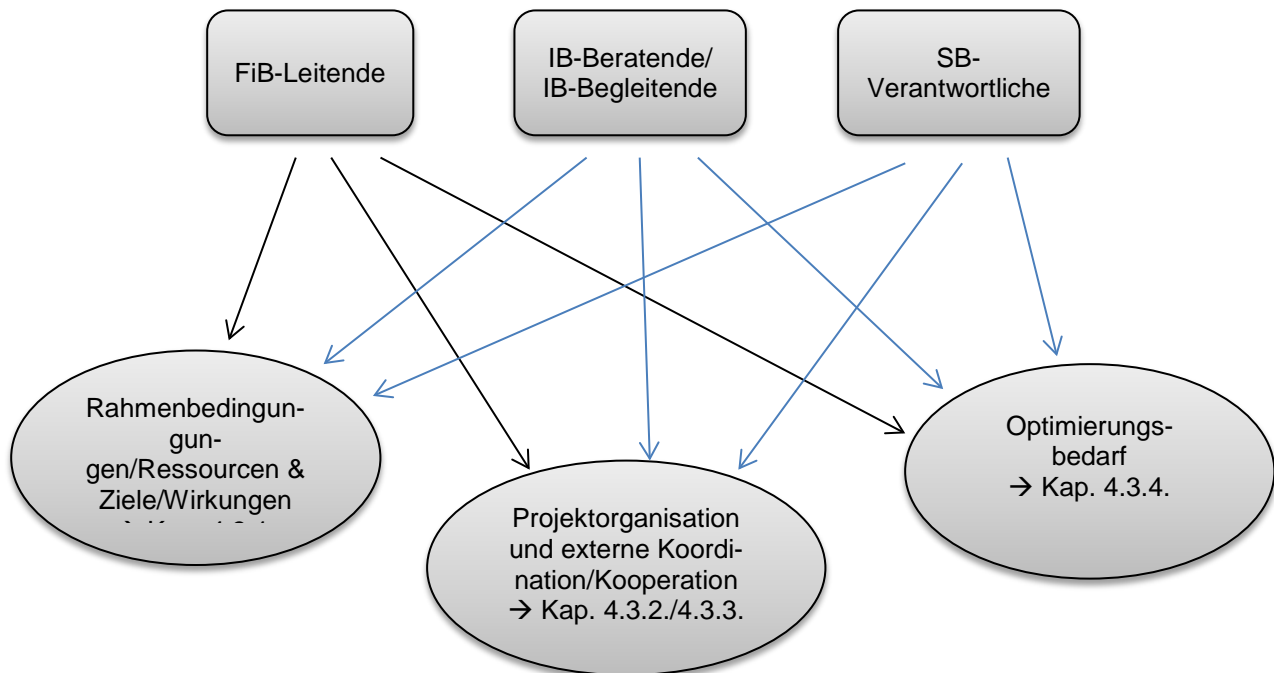 FiB-Leitende
IB-Beratende/
IB-Begleitende
SB-
Verantwortliche
Rahmenbedingun-
gun-
gen/Ressourcen &
Ziele/Wirkungen
Projektorganisation
und externe Koordi-
nation/Kooperation
→ Kap. 4.3.2./4.3.3.
Optimierungs-
bedarf
→ Kap. 4.3.4.